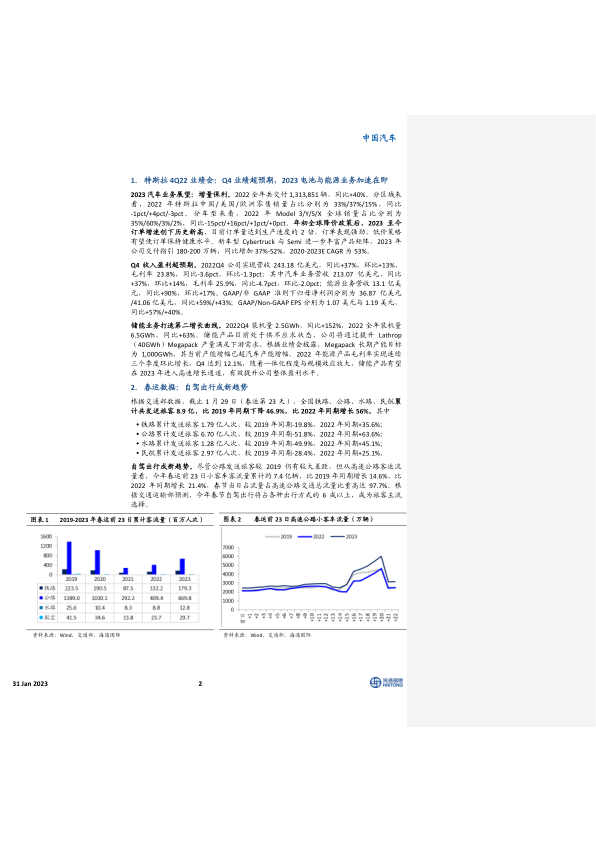 中国汽车
1. 特斯拉 4Q22 业绩会：Q4 业绩超预期，2023 电池与能源业务加速在即
2023 汽车业务展望：增量保利。2022 全年共交付 1,313,851 辆，同比+40%。分区域来
看，2022 年特斯拉中国/美国/欧洲零售销量占比分别为 33%/37%/15%，同比
-1pct/+4pct/-3pct。分车型来看，2022 年 Model 3/Y/S/X 全球销量占比分别为
35%/60%/3%/2%，同比-15pct/+16pct/+1pct/+0pct。年初全球降价政策后，2023 至今
订单增速创下历史新高，目前订单量达到生产速度的 2 倍，订单表现强劲，低价策略
有望使订单保持健康水平。新车型 Cybertruck 与 Semi 进一步丰富产品矩阵，2023 年
公司交付指引 180-200 万辆，同比增加 37%-52%，2020-2023E CAGR 为 53%。
Q4 收入盈利超预期。2022Q4 公司实现营收 243.18 亿美元，同比+37%，环比+13%，
毛利率 23.8%，同比-3.6pct，环比-1.3pct；其中汽车业务营收 213.07 亿美元，同比
+37%，环比+14%，毛利率 25.9%，同比-4.7pct，环比-2.0pct；能源业务营收 13.1 亿美
元，同比+90%，环比+17%。GAAP/非 GAAP 准则下归母净利润分别为 36.87 亿美元
/41.06 亿美元，同比+59%/+43%；GAAP/Non-GAAP EPS 分别为 1.07 美元与 1.19 美元，
同比+57%/+40%。
储能业务打造第二增长曲线。2022Q4 装机量 2.5GWh，同比+152%，2022 全年装机量
6.5GWh，同比+63%。储能产品目前处于供不应求状态，公司将通过提升 Lathrop
（40GWh）Megapack 产量满足下游需求，根据业绩会披露，Megapack 长期产能目标
为 1,000GWh，其当前产能增幅已超汽车产能增幅。2022 年能源产品毛利率实现连续
三个季度环比增长，Q4 达到 12.1%，随着一体化程度与规模效应放大，储能产品有望
在 2023 年进入高速增长通道，有效提升公司整体盈利水平。
2. 春运数据：自驾出行成新趋势
根据交通部数据，截止 1 月 29 日（春运第 23 天），全国铁路、公路、水路、民航累
计共发送旅客 8.9 亿，比 2019 年同期下降 46.9%，比 2022 年同期增长 56%。其中
• 铁路累计发送旅客 1.79 亿人次，较 2019 年同期-19.8%，2022 年同期+35.6%；
• 公路累计发送旅客 6.70 亿人次，较 2019 年同期-51.8%，2022 年同期+63.6%；
• 水路累计发送旅客 1.28 亿人次，较 2019 年同期-49.9%，2022 年同期+45.1%；
• 民航累计发送旅客 2.97 亿人次，较 2019 年同期-28.4%，2022 年同期+25.1%。
自驾出行成新趋势。尽管公路发送旅客较 2019 仍有较大差距，但从高速公路客运流
量看，今年春运前 23 日小客车客流量累计约 7.4 亿辆，比 2019 年同期增长 14.6%，比
2022 年同期增长 21.4%，春节当日占流量占高速公路交通总流量比重高达 97.7%。根
据交通运输部预测，今年春节自驾出行将占各种出行方式的 6 成以上，成为旅客主流
选择。
图表 1 2019-2023 年春运前 23 日累计客流量（百万人次）
1600
1200
800
400
0
2019 2020 2021 2022 2023
铁路 223.5 190.5 87.5 132.2 179.3
公路 1389.0 1030.1 292.2 409.4 669.8
水路 25.6 10.4 8.3 8.8 12.8
航空 41.5 34.6 13.8 23.7 29.7
资料来源：Wind，交通部，海通国际
图表 2 春运前 23 日高速公路小客车流量（万辆）
2019 2022 2023
7000
6000
5000
4000
3000
2000
1000
0
首日 +1 +2 +3 +4 +5 +6 +7 +8 +9 +10 +11 +12 +13 +14 +15 +16 +17 +18 +19 +20 +21 +22
资料来源：Wind，交通部，海通国际
31 Jan 2023
2
海通國際
HAITONG